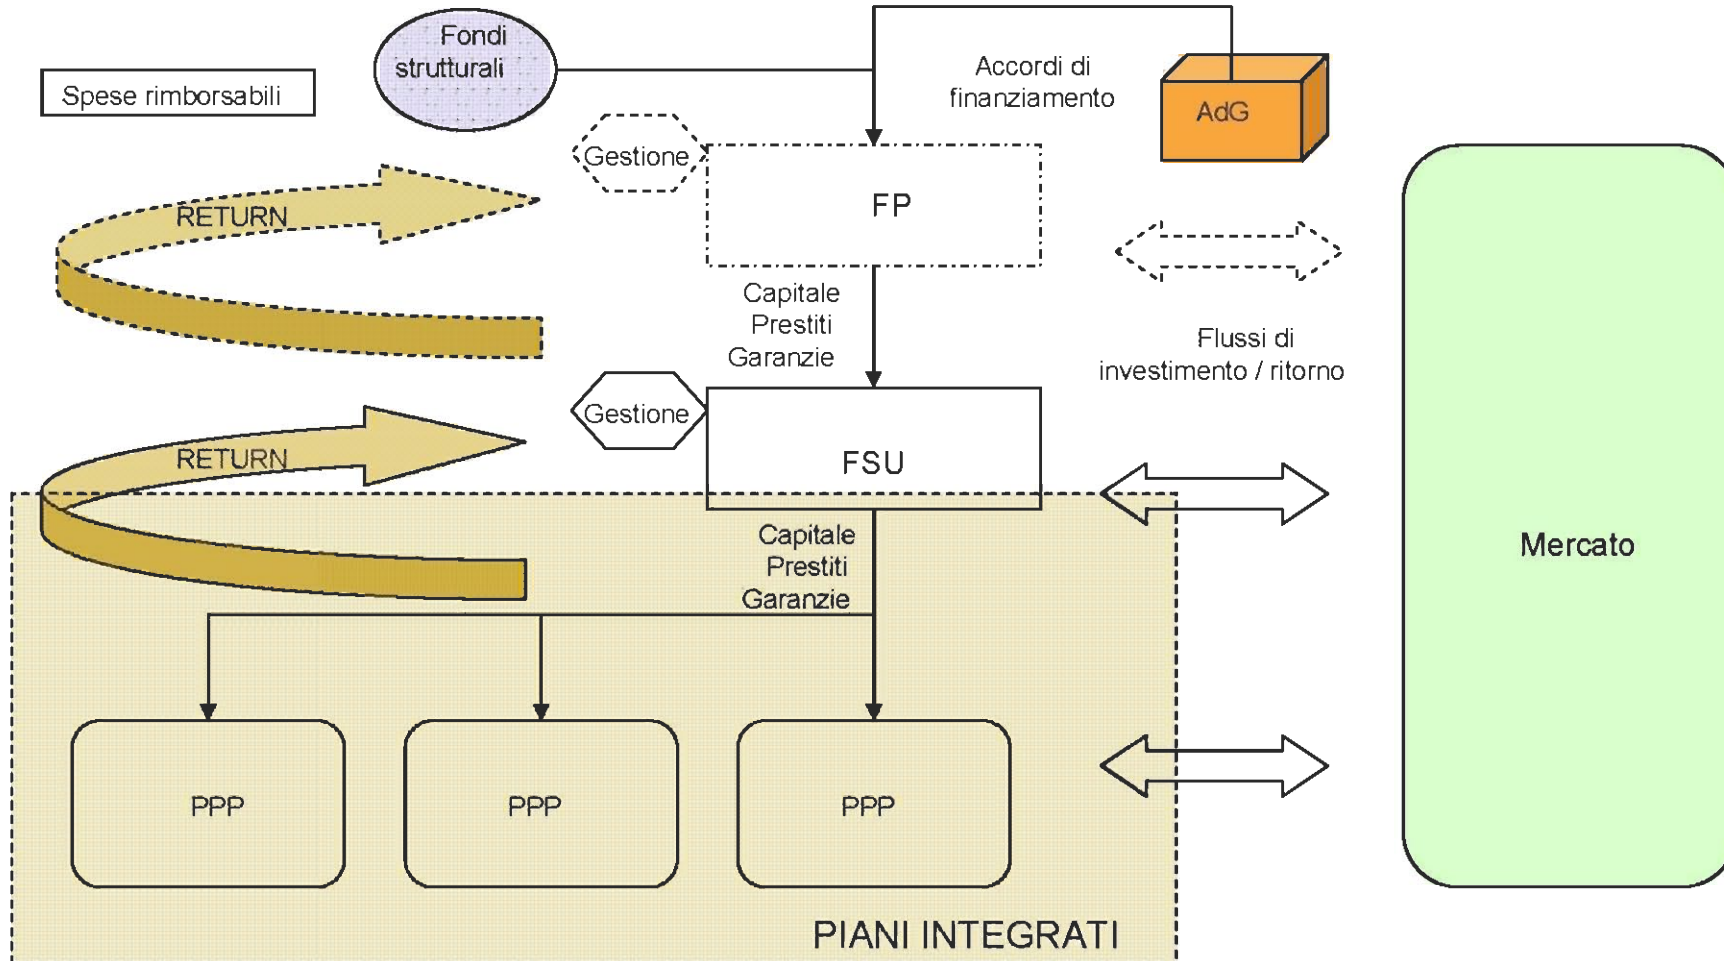 Fondi
strutturali
Spese rimborsabili
Accordi di
finanziamento
AdG
Gestione
FP
RETURN
Capitale
Prestiti
Garanzie
Flussi di
investimento / ritorno
Gestione
FSU
RETURN
Capitale
Prestiti
Garanzie
Mercato
PPP
PPP
PPP
PIANI INTEGRATI